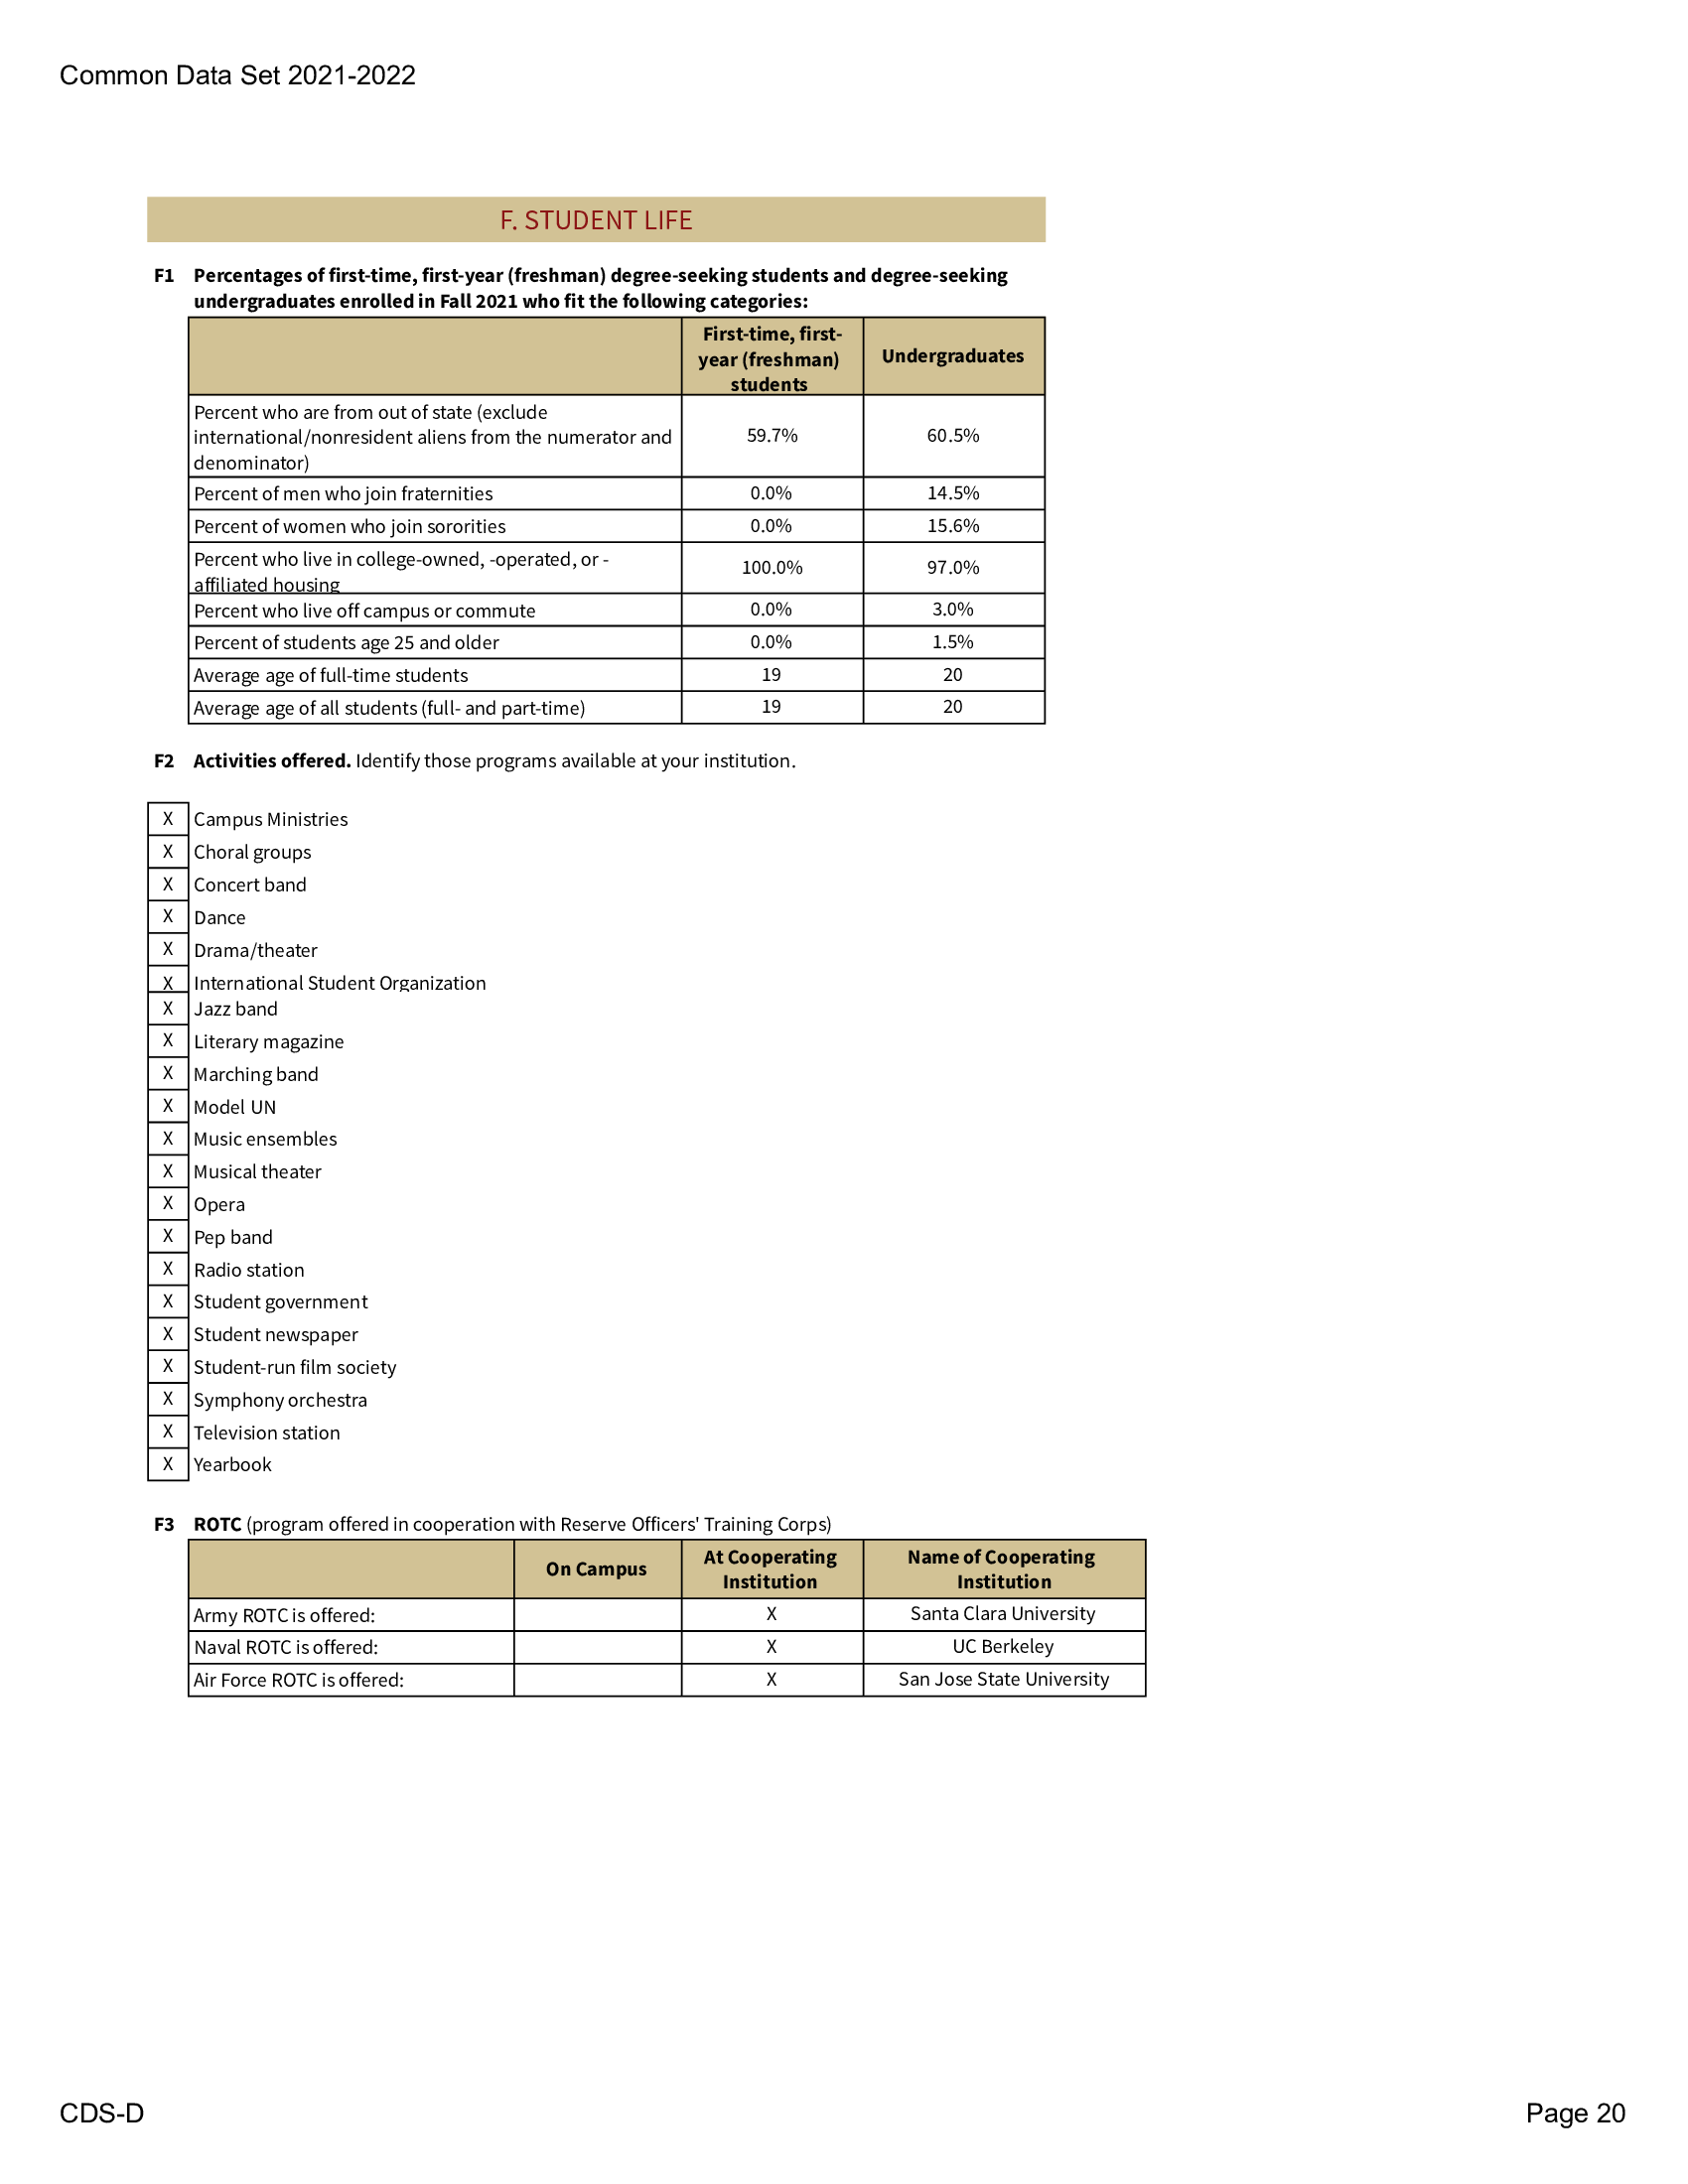 Common Data Set 2021-2022
F. STUDENT LIFE
F1 Percentages of first-time, first-year (freshman) degree-seeking students and degree-seeking
undergraduates enrolled in Fall 2021 who fit the following categories:
First-time, first-
year (freshman)
students
Undergraduates
Percent who are from out of state (exclude
international/nonresident aliens from the numerator and
denominator)
59.7% 60.5%
Percent of men who join fraternities 0.0% 14.5%
Percent of women who join sororities 0.0% 15.6%
Percent who live in college-owned, -operated, or -
affiliated housing
100.0% 97.0%
Percent who live off campus or commute 0.0% 3.0%
Percent of students age 25 and older 0.0% 1.5%
Average age of full-time students 19 20
Average age of all students (full- and part-time) 19 20
F2 Activities offered. Identify those programs available at your institution.
X Campus Ministries
X Choral groups
X Concert band
X Dance
X Drama/theater
X International Student Organization
X Jazz band
X Literary magazine
X Marching band
X Model UN
X Music ensembles
X Musical theater
X Opera
X Pep band
X Radio station
X Student government
X Student newspaper
X Student-run film society
X Symphony orchestra
X Television station
X Yearbook
F3 ROTC (program offered in cooperation with Reserve Officers' Training Corps)
On Campus
At Cooperating
Institution
Name of Cooperating
Institution
Army ROTC is offered: X Santa Clara University
Naval ROTC is offered: X UC Berkeley
Air Force ROTC is offered: X San Jose State University
CDS-D Page 20